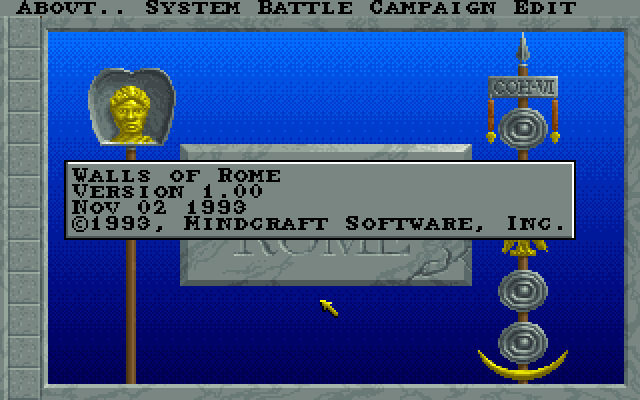 About.. System Battle Campaign Edit
COH-VI
Walls of Rome
Version 1.00
Nov 02 1993
©1993, Mindcraft Software, Inc.
ROME